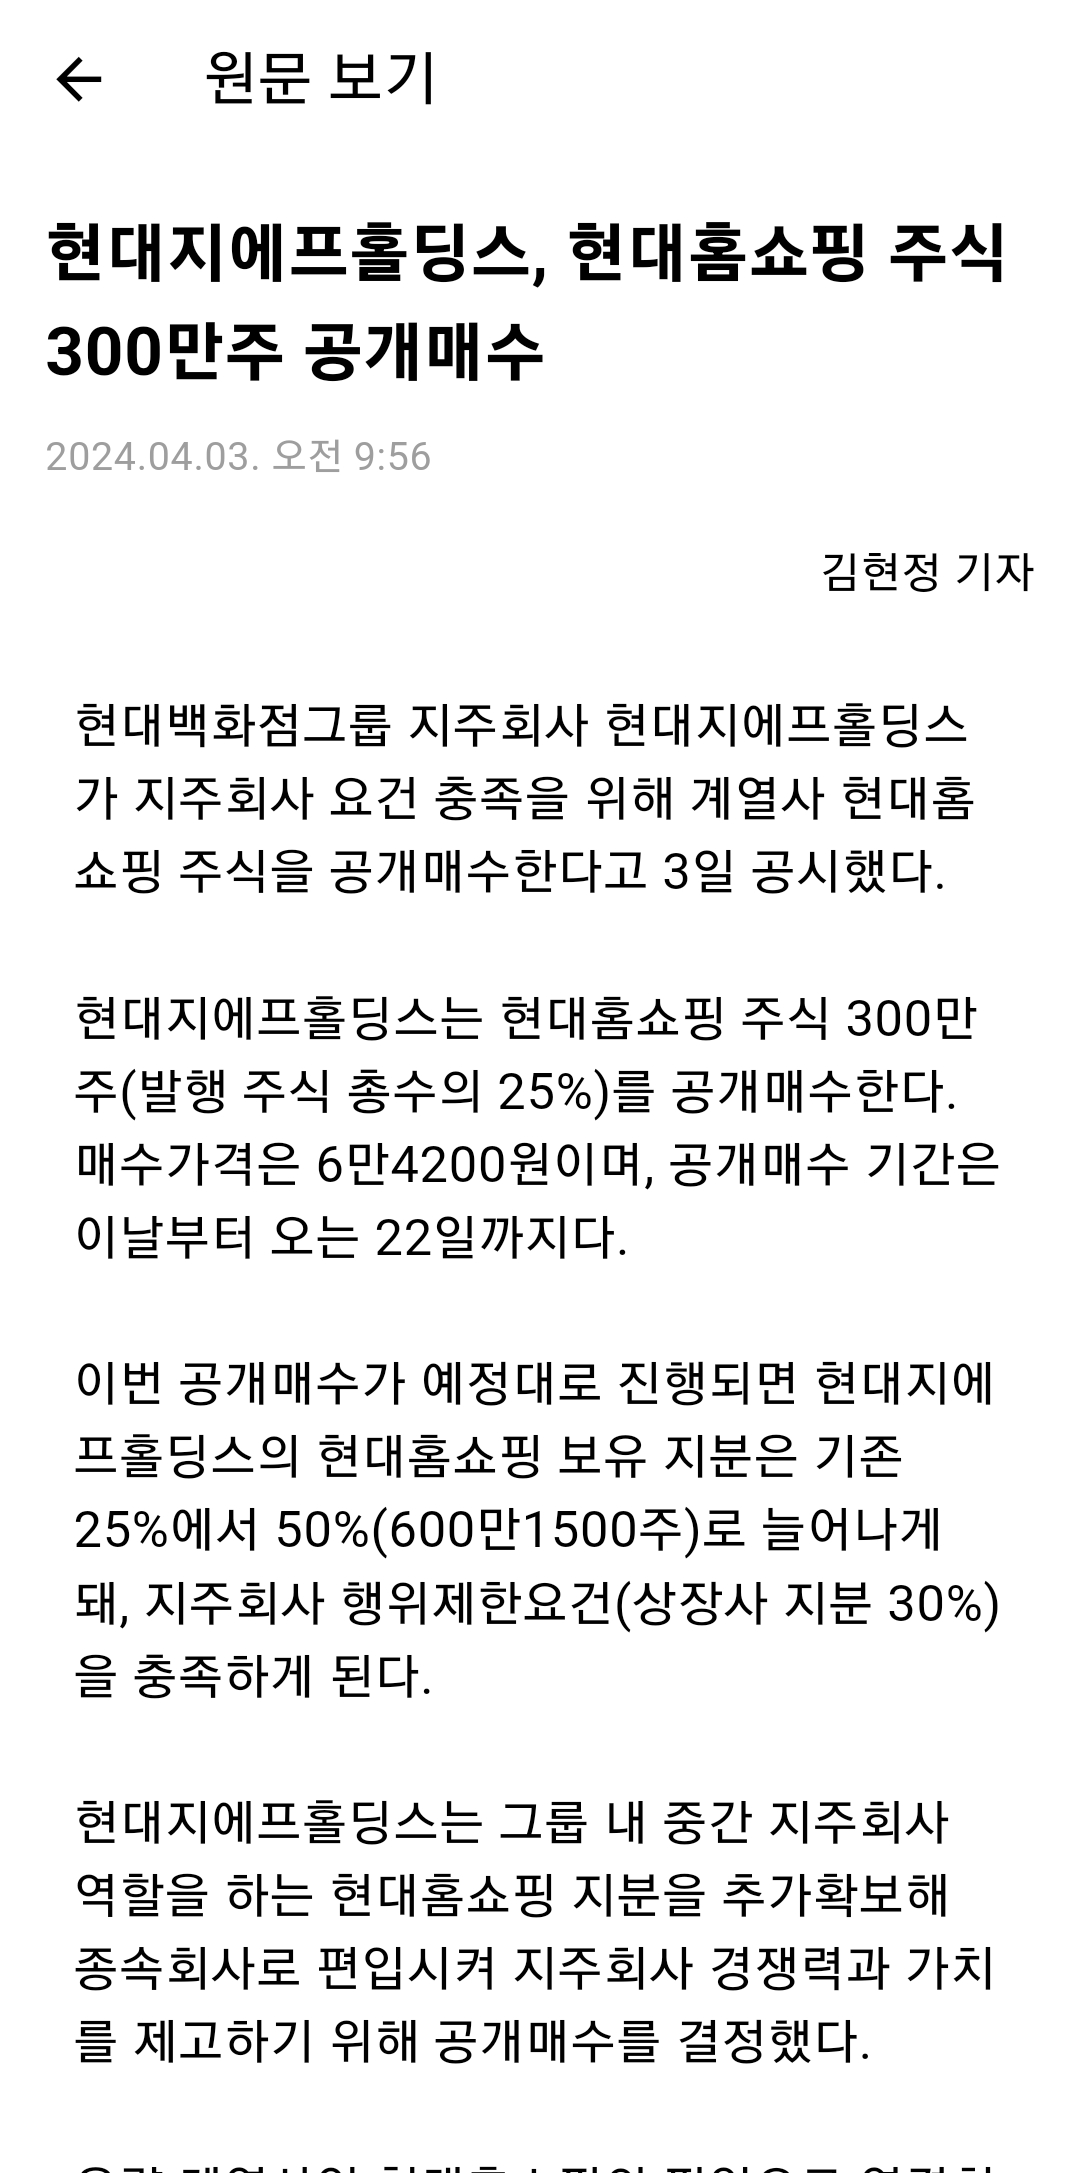 원문 보기
현대지에프홀딩스, 현대홈쇼핑 주식
300만주 공개매수
2024.04.03. 오전 9:56
김현정 기자
현대백화점그룹 지주회사 현대지에프홀딩스
가 지주회사 요건 충족을 위해 계열사 현대홈
쇼핑 주식을 공개매수한다고 3일 공시했다.
현대지에프홀딩스는 현대홈쇼핑 주식 300만
주(발행 주식 총수의 25%)를 공개매수한다.
매수가격은 6만4200원이며, 공개매수 기간은
이날부터 오는 22일까지다.
이번 공개매수가 예정대로 진행되면 현대지에
프홀딩스의 현대홈쇼핑 보유 지분은 기존
25%에서 50%(600만1500주)로 늘어나게
돼, 지주회사 행위제한요건(상장사 지분 30%)
을 충족하게 된다.
현대지에프홀딩스는 그룹 내 중간 지주회사
역할을 하는 현대홈쇼핑 지분을 추가확보해
종속회사로 편입시켜 지주회사 경쟁력과 가치
를 제고하기 위해 공개매수를 결정했다.